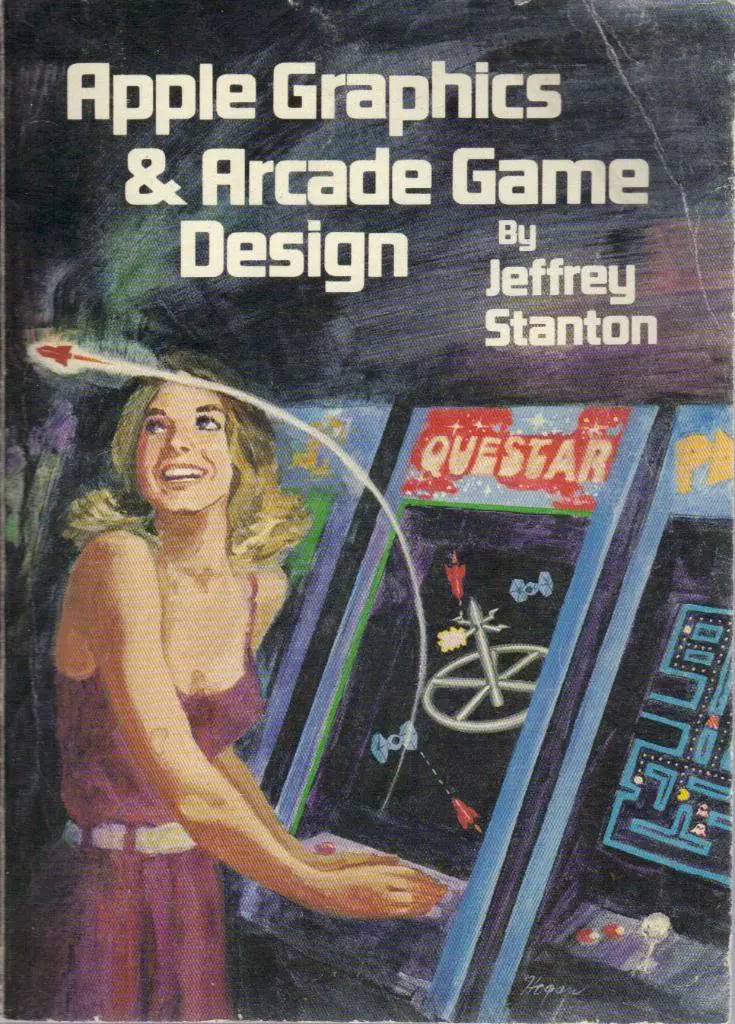 Apple Graphics
& Arcade Game
Design
By
Jeffrey
Stanton
QUESTAR